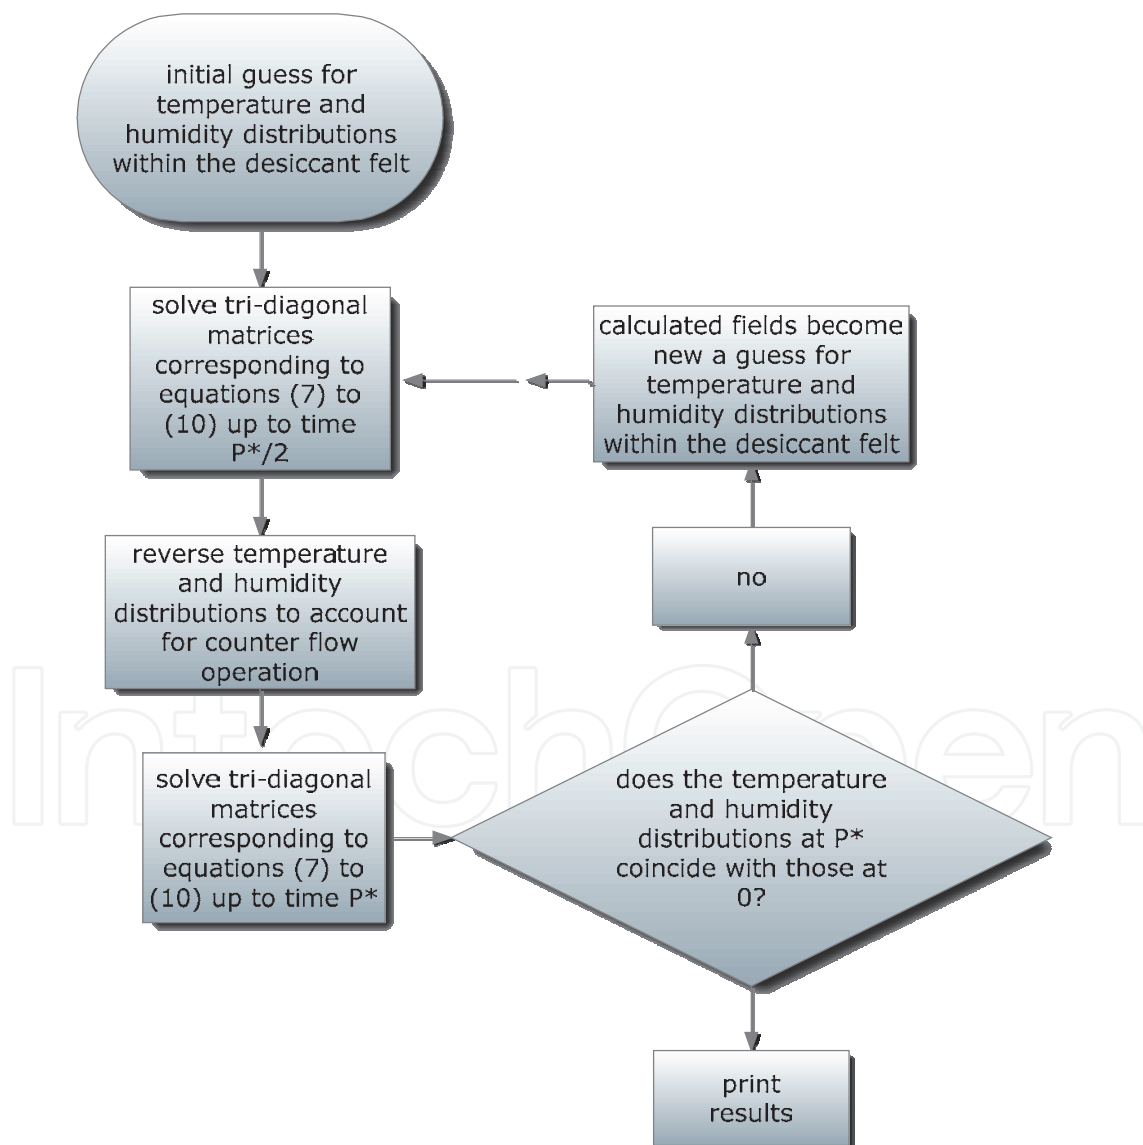 initial guess for
temperature and
humidity distributions
within the desiccant felt
solve tri-diagonal
matrices
corresponding to
equations (7) to
(10) up to time
P*/2
calculated fields become
new a guess for
temperature and
humidity distributions
within the desiccant felt
reverse temperature
and humidity
distributions to account
for counter flow
operation
no
solve tri-diagonal
matrices
corresponding to
equations (7) to
(10) up to time P*
does the temperature
and humidity
distributions at P*
coincide with those at
0?
print
results
IntechOpen